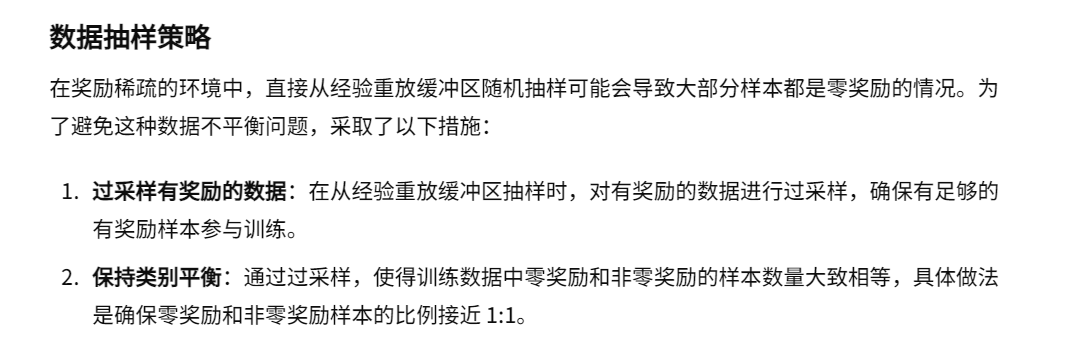 数据抽样策略
在奖励稀疏的环境中，直接从经验重放缓冲区随机抽样可能会导致大部分样本都是零奖励的情况。为
了避免这种数据不平衡问题，采取了以下措施：
1. 过采样有奖励的数据：在从经验重放缓冲区抽样时，对有奖励的数据进行过采样，确保有足够的
有奖励样本参与训练。
2. 保持类别平衡：通过过采样，使得训练数据中零奖励和非零奖励的样本数量大致相等，具体做法
是确保零奖励和非零奖励样本的比例接近 1:1。